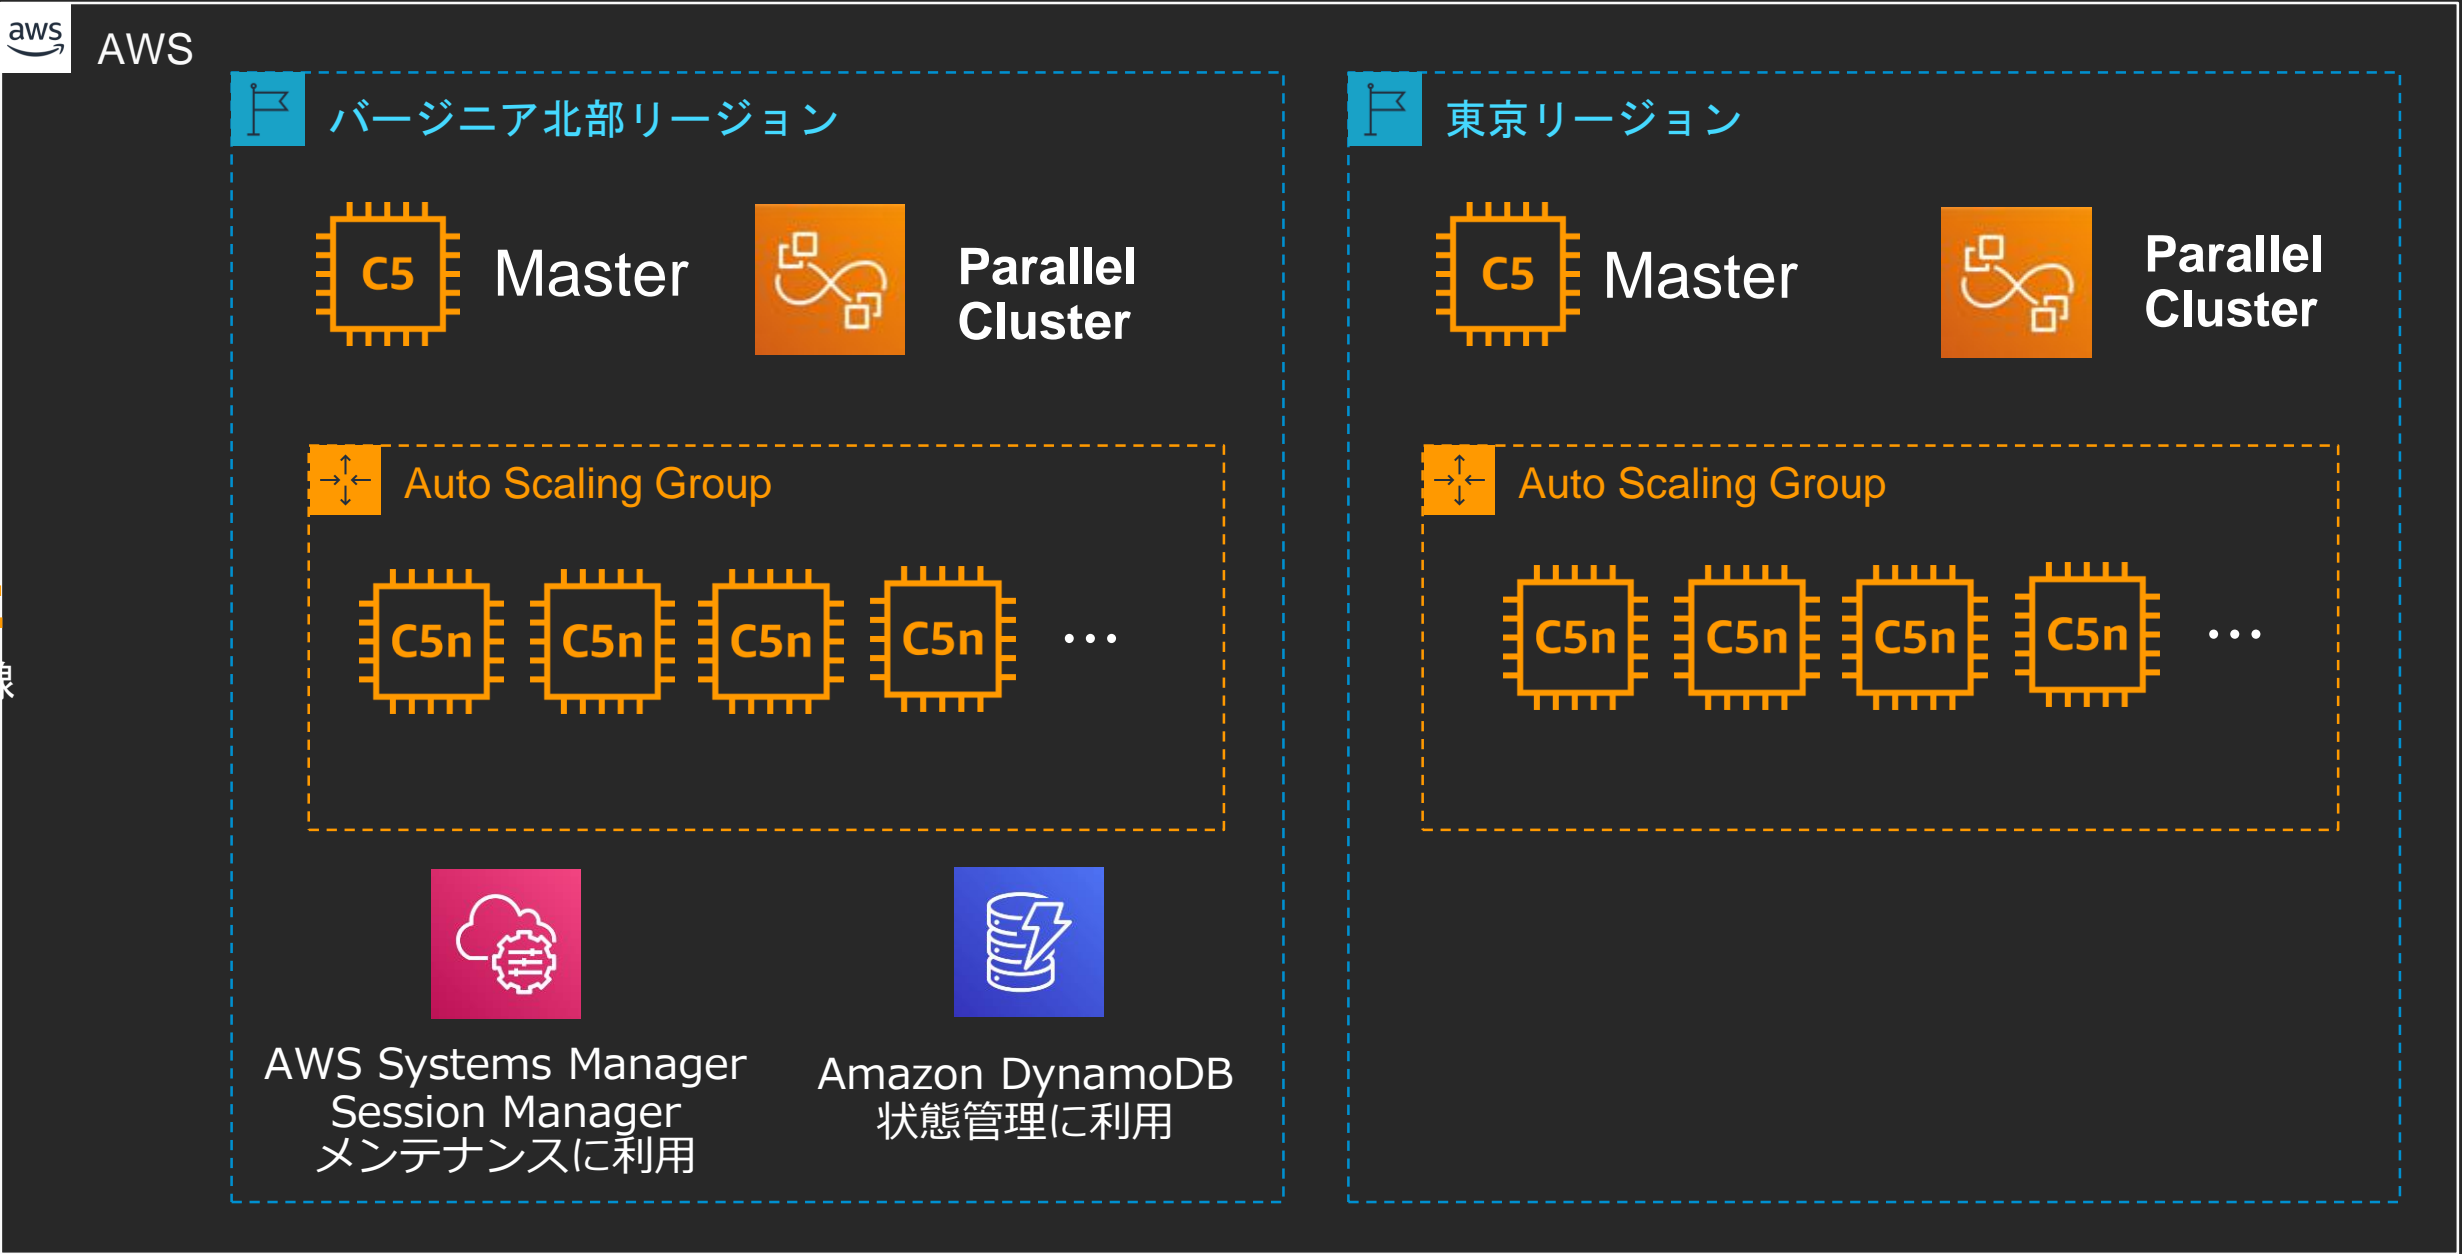 aws
AWS
バージニア北部リージョン
C5
Master
Parallel
Cluster
Auto Scaling Group
C5n
C5n
C5n
C5n
...
AWS Systems Manager
Session Manager
メンテナンスに利用
Amazon DynamoDB
状態管理に利用
東京リージョン
C5
Master
Parallel
Cluster
Auto Scaling Group
C5n
C5n
C5n
C5n
...